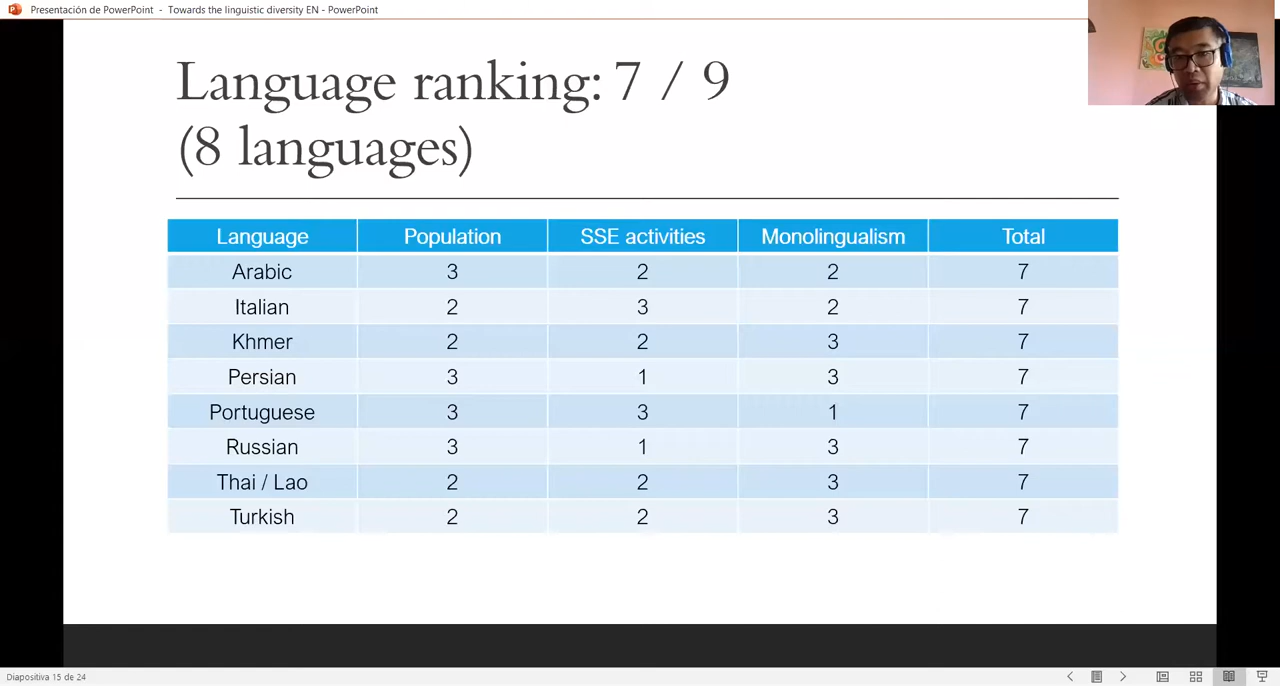 Presentación de PowerPoint - Towards the linguistic diversity EN - PowerPoint
Language ranking: 7 / 9
(8 languages)
Language Population SSE activities Monolingualism Total
Arabic 3 2 2 7
Italian 2 3 2 7
Khmer 2 2 3 7
Persian 3 1 3 7
Portuguese 3 3 1 7
Russian 3 1 3 7
Thai / Lao 2 2 3 7
Turkish 2 2 3 7
Diapositiva 15 de 24